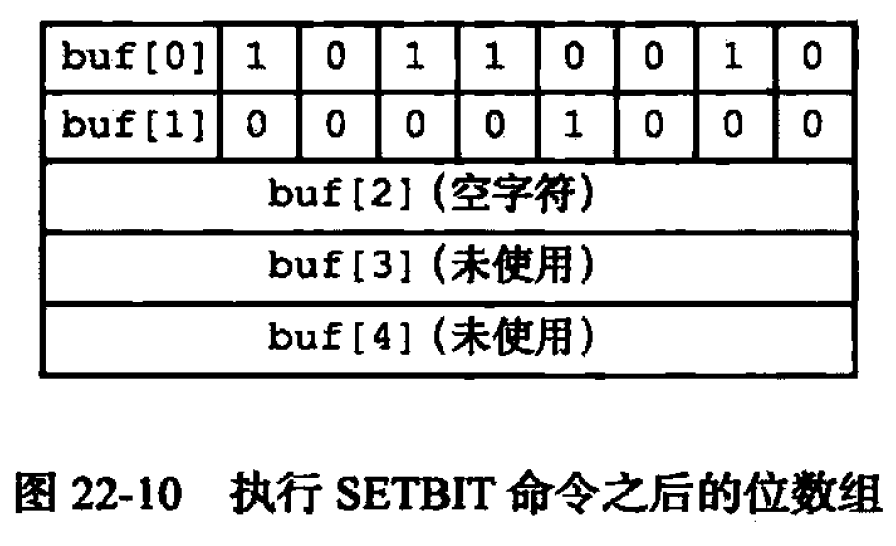 buf[0] 1 0 1 1 0 0 1 0
buf[1] 0 0 0 0 1 0 0 0
buf[2](空字符)
buf[3](未使用)
buf[4](未使用)
图 22-10 执行 SETBIT 命令之后的位数组